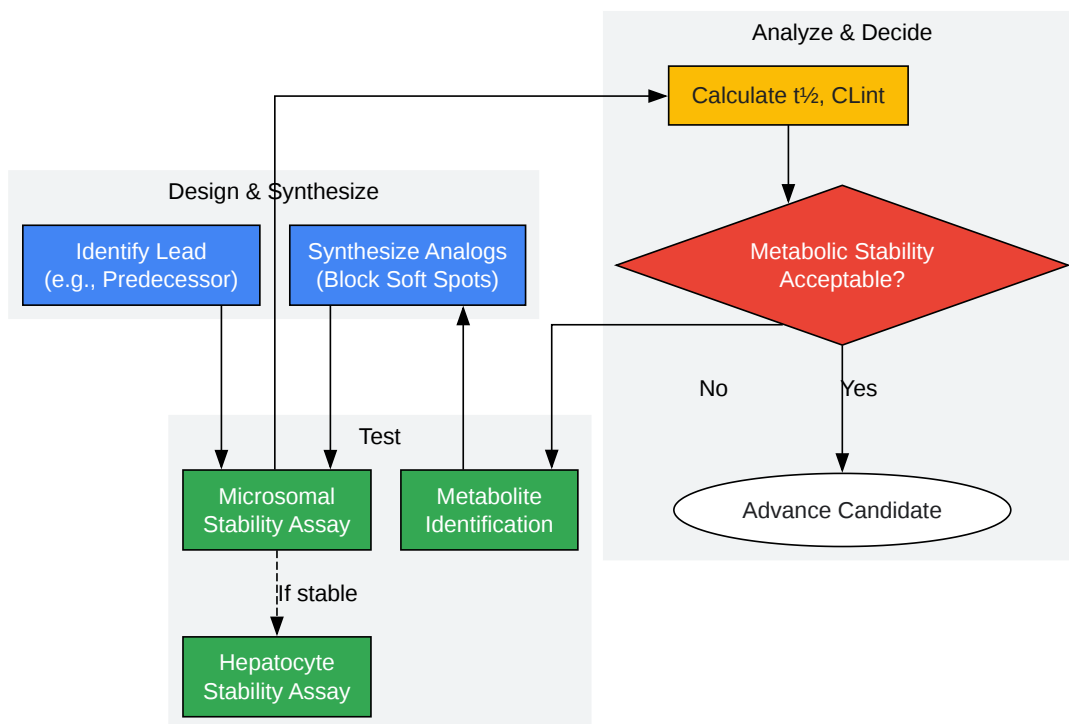 Analyze & Decide
Calculate t½, CLint
Design & Synthesize
Identify Lead
(e.g., Predecessor)
Synthesize Analogs
(Block Soft Spots)
Metabolic Stability
Acceptable?
No
Yes
Test
Microsomal
Stability Assay
Metabolite
Identification
Advance Candidate
If stable
Hepatocyte
Stability Assay